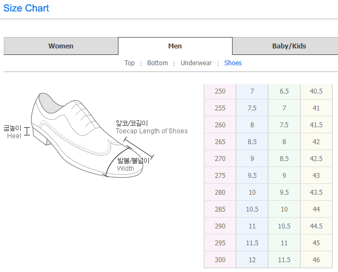 Size Chart
Women Men Baby/Kids
Top | Bottom | Underwear | Shoes
앞코/코길이
Toecap Length of Shoes
굽높이
Heel
발볼/볼넓이
Width
250 7 6.5 40.5
255 7.5 7 41
260 8 7.5 41.5
265 8.5 8 42
270 9 8.5 42.5
275 9.5 9 43
280 10 9.5 43.5
285 10.5 10 44
290 11 10.5 44.5
295 11.5 11 45
300 12 11.5 46